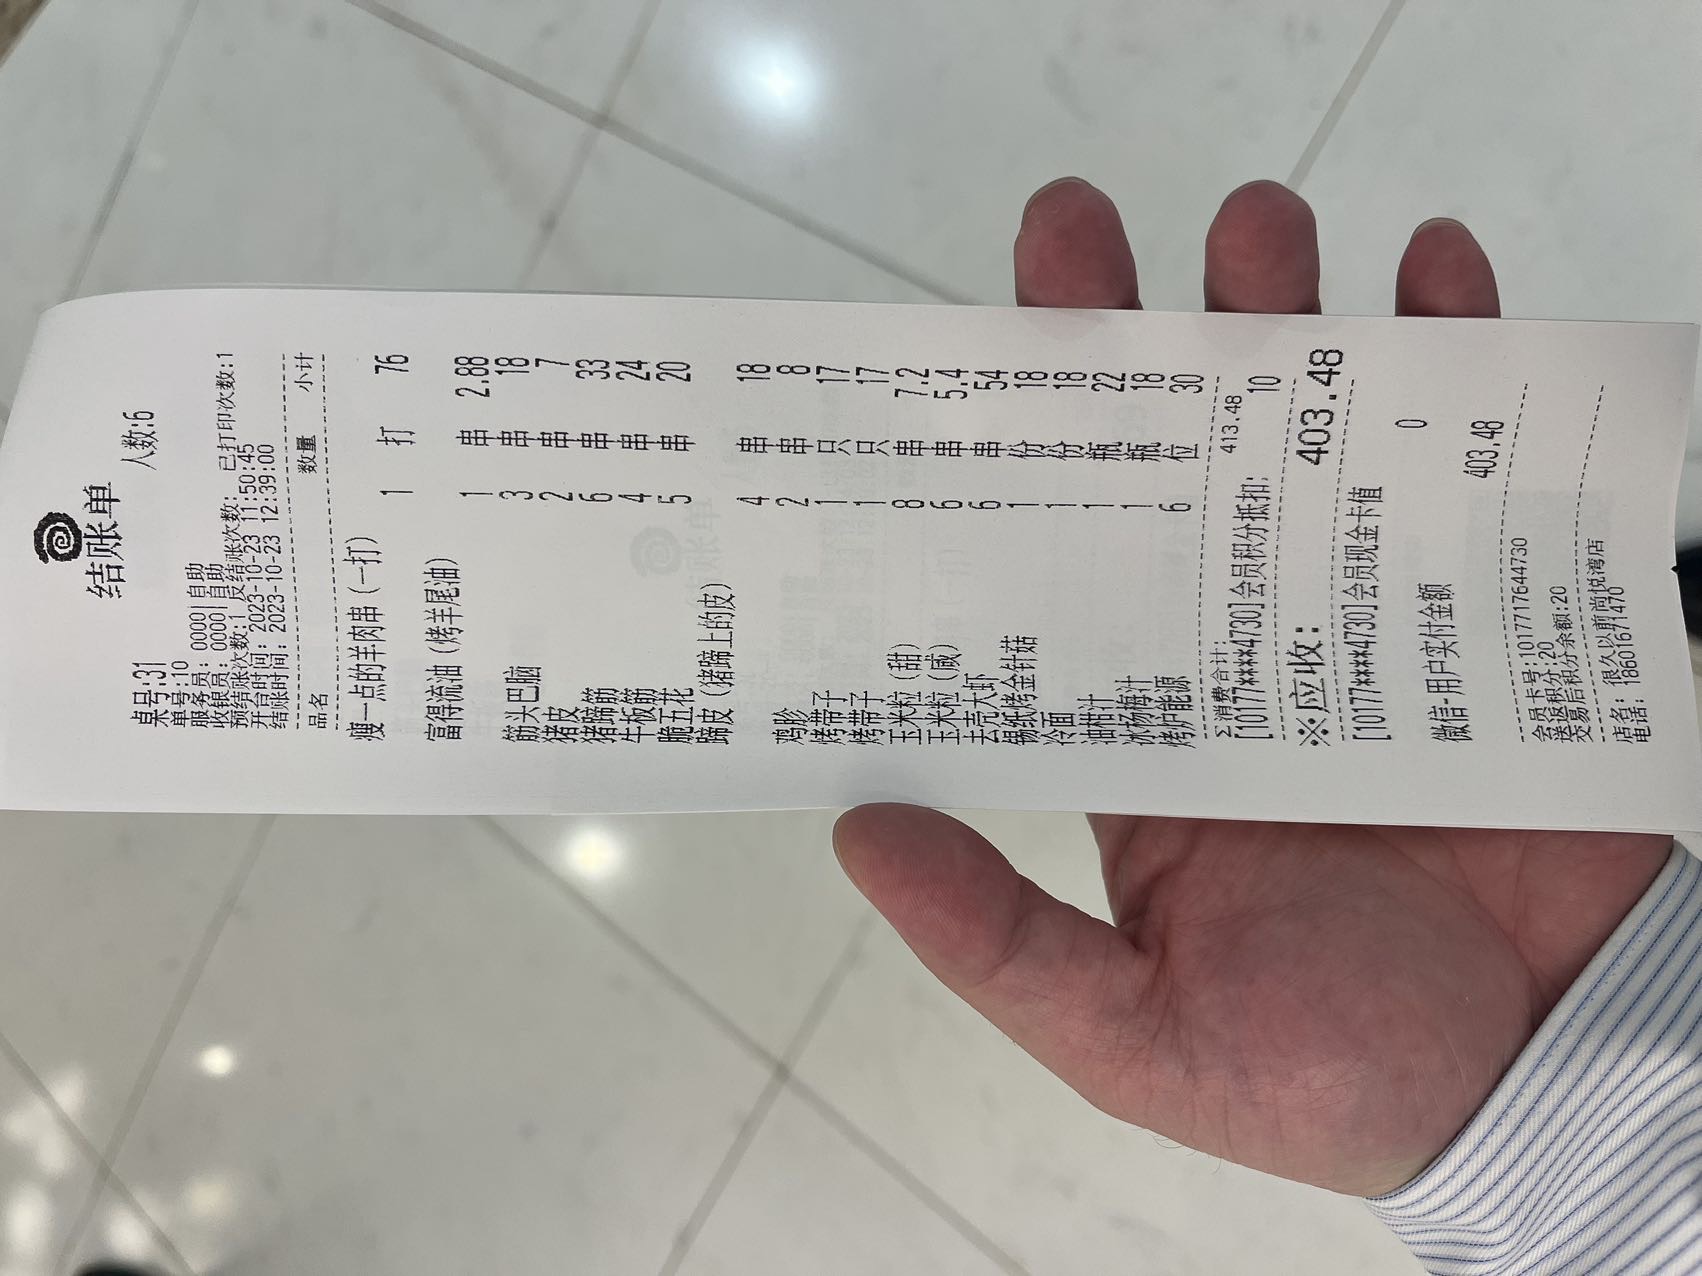 结账单
人数:6
桌号:31
单号:10
服务员: 0000| 自助
收银员: 0000| 自助
预结账次数:1 反结账次数: 已打印次数:1
开台时间: 2023-10-23 11:50:45
结账时间: 2023-10-23 12:39:00
品名 数量 小计
瘦一点的羊肉串(一打)
1 打 76
富得流油(烤羊尾油)
1 串 2.88
筋头巴脑 3 串 18
猪皮 2 串 7
猪蹄筋 6 串 33
牛板筋 4 串 24
脆五花 5 串 20
蹄皮(猪蹄上的皮)
4 串 18
鸡胗 2 串 8
烤带子 1 只 17
烤带子 1 只 17
玉米粒(甜) 8 串 7.2
玉米粒(咸) 6 串 5.4
去壳大虾 6 串 54
锡纸烤金针菇 1 份 18
冷面 1 份 18
油柑汁 1 瓶 22
冰杨梅汁 1 瓶 18
烤炉能源 6 位 30
∑消费合计: 413.48
[1077****4730]会员积分抵扣: 10
※应收: 403.48
[1077****4730]会员现金卡值
0
微信-用户实付金额
403.48
会员卡号:101771764​4730
送返积分:20
交易后积分余额:20
店名: 很久以前尚悦湾店
电话: 18601671470